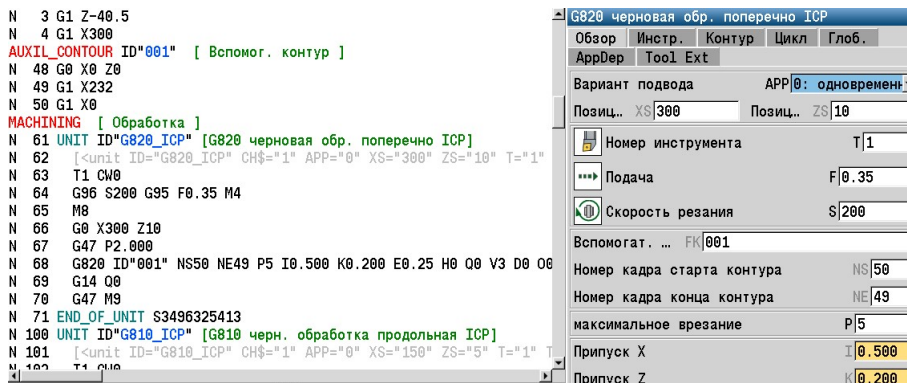 N 3 G1 Z-40.5
N 4 G1 X300
AUXIL_CONTOUR ID"001" [ Вспомог. контур ]
N 48 G0 X0 Z0
N 49 G1 X232
N 50 G1 X0
MACHINING [ Обработка ]
N 61 UNIT ID"G820_ICP" [G820 черновая обр. поперечно ICP]
N 62 [<unit ID="G820_ICP" CH$="1" APP="0" XS="300" ZS="10" T="1"
N 63 T1 CW0
N 64 G96 S200 G95 F0.35 M4
N 65 M8
N 66 G0 X300 Z10
N 67 G47 P2.000
N 68 G820 ID"001" NS50 NE49 P5 I0.500 K0.200 E0.25 H0 Q0 V3 D0 O0
N 69 G14 Q0
N 70 G47 M9
N 71 END_OF_UNIT S3496325413
N 100 UNIT ID"G810_ICP" [G810 черн. обработка продольная ICP]
N 101 [<unit ID="G810_ICP" CH$="1" APP="0" XS="150" ZS="5" T="1" T
N 102 T1 CW0
G820 черновая обр. поперечно ICP
Обзор Инстр. Контур Цикл Глоб.
AppDep Tool Ext
Вариант подвода APP 0: одновременн
Позиц… XS 300 Позиц… ZS 10
Номер инструмента T 1
Подача F 0.35
Скорость резания S 200
Вспомогат. … FK 001
Номер кадра старта контура NS 50
Номер кадра конца контура NE 49
максимальное врезание P 5
Припуск X I 0.500
Припуск Z K 0.200